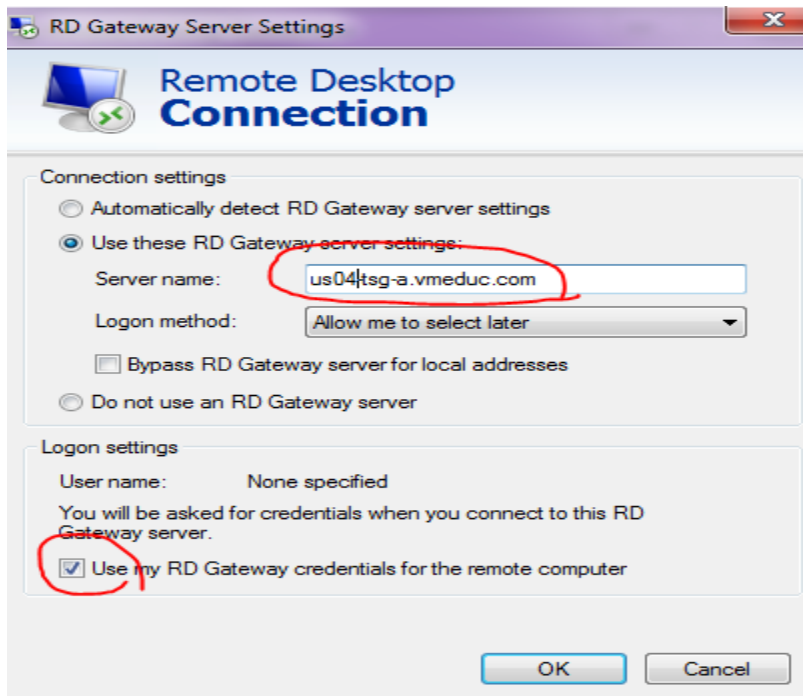 RD Gateway Server Settings
Remote Desktop
Connection
Connection settings
Automatically detect RD Gateway server settings
Use these RD Gateway server settings:
Server name: us04-tsg-a.vmeduc.com
Logon method: Allow me to select later
Bypass RD Gateway server for local addresses
Do not use an RD Gateway server
Logon settings
User name: None specified
You will be asked for credentials when you connect to this RD
Gateway server.
Use my RD Gateway credentials for the remote computer
OK Cancel